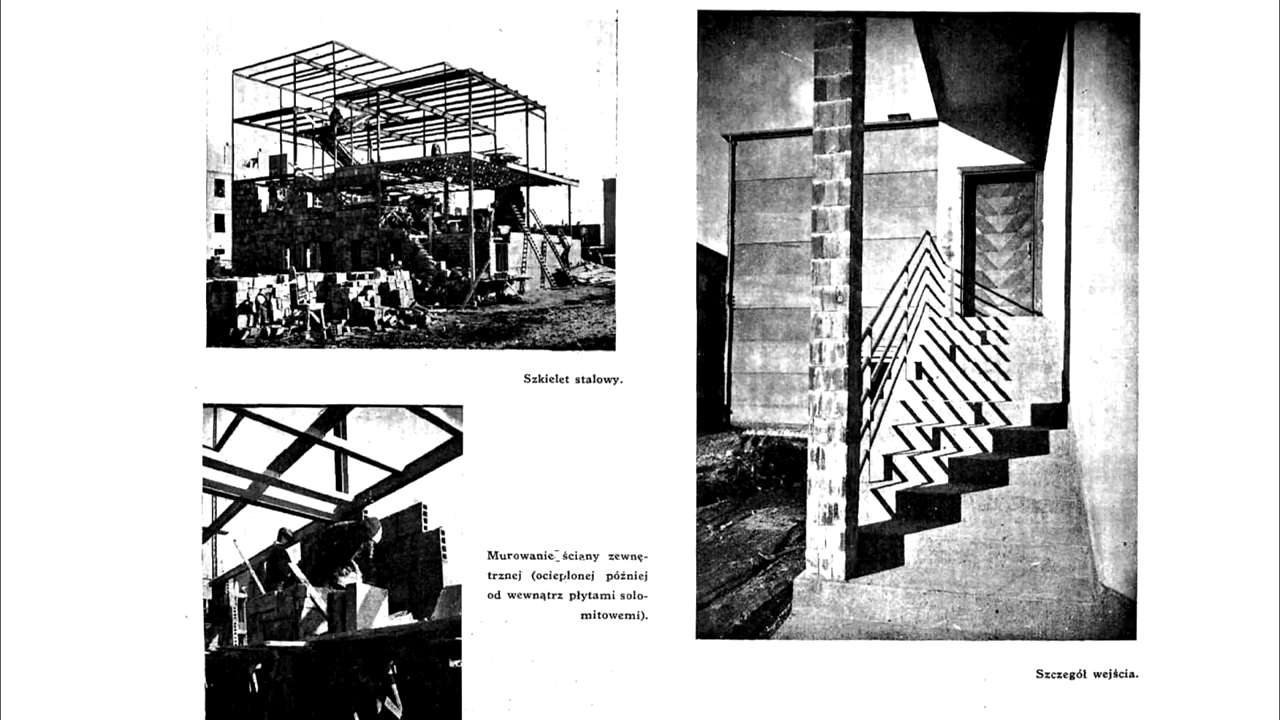 Szkielet stalowy.
Murowanie ściany zewnę-
trznej (ocieplonej później
od wewnątrz płytami solo-
mitowemi).
Szczegół wejścia.